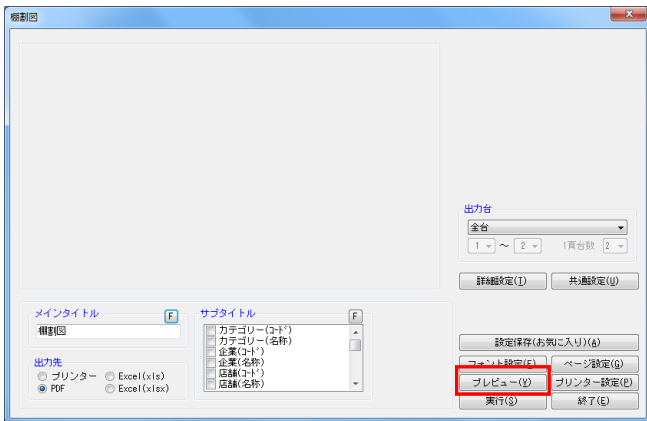 棚割図
出力台
全台
1 ～ 2 1頁台数 2
詳細設定(I) 共通設定(U)
メインタイトル F
棚割図
サブタイトル F
カテゴリー(ｺｰﾄﾞ)
カテゴリー(名称)
企業(ｺｰﾄﾞ)
企業(名称)
店舗(ｺｰﾄﾞ)
店舗(名称)
出力先
プリンター Excel(xls)
PDF Excel(xlsx)
設定保存(お気に入り)(A)
フォント設定(F) ページ設定(G)
プレビュー(V) プリンター設定(P)
実行(S) 終了(E)